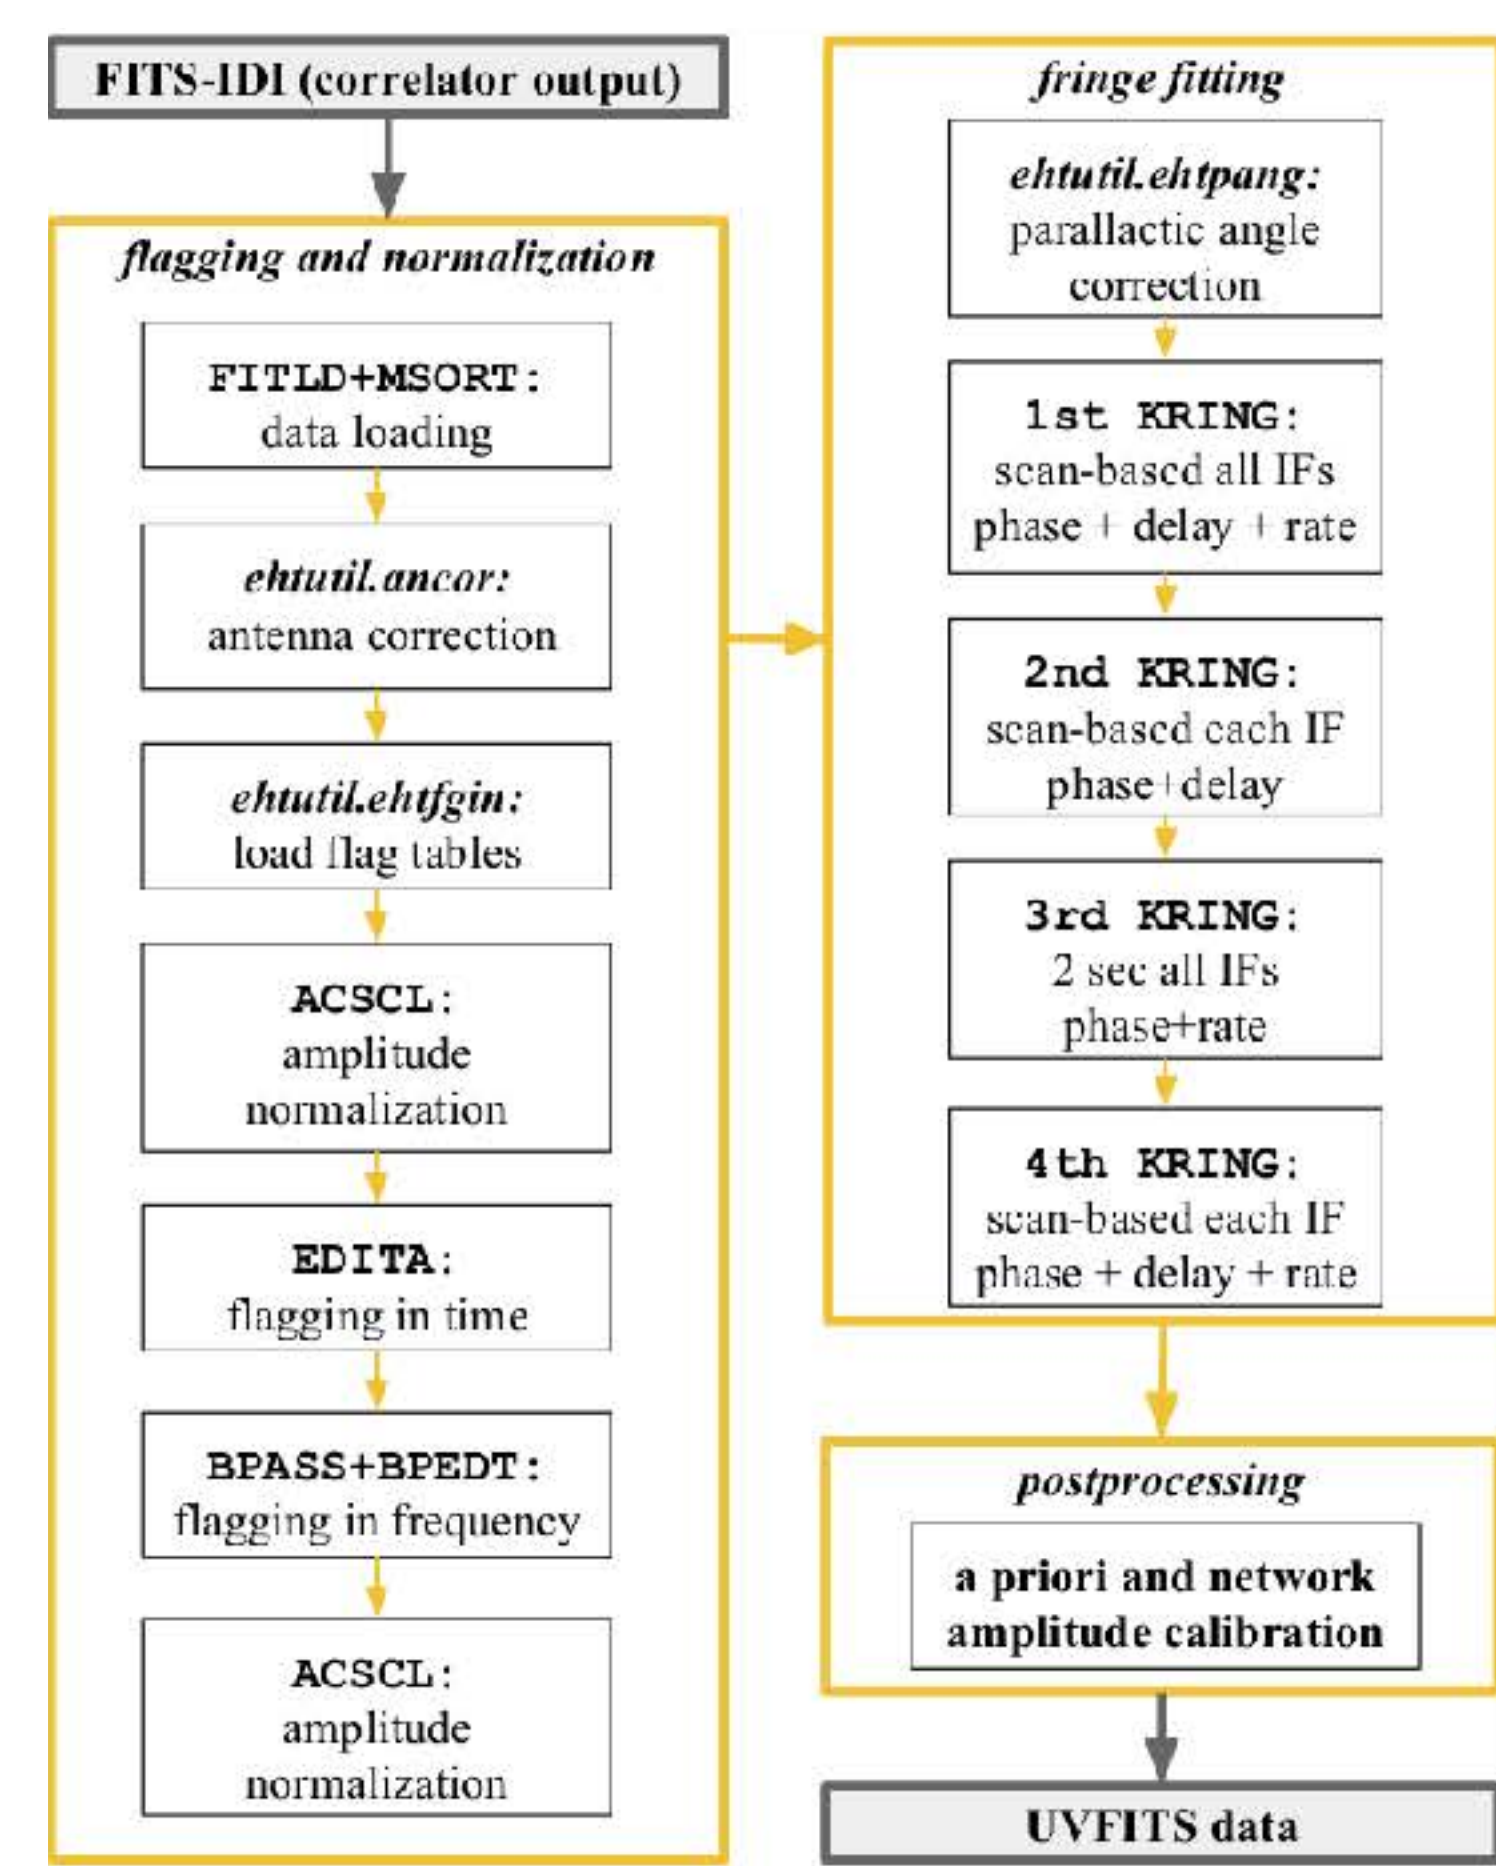 FITS-IDI (correlator output)
flagging and normalization
FITLD+MSORT:
data loading
ehtutil.ancor:
antenna correction
ehtutil.ehtfgin:
load flag tables
ACSCL:
amplitude
normalization
EDITA:
flagging in time
BPASS+BPEDT:
flagging in frequency
ACSCL:
amplitude
normalization
fringe fitting
ehtutil.ehtpang:
parallactic angle
correction
1st KRING:
scan-based all IFs
phase + delay + rate
2nd KRING:
scan-based each IF
phase+delay
3rd KRING:
2 sec all IFs
phase+rate
4th KRING:
scan-based each IF
phase + delay + rate
postprocessing
a priori and network
amplitude calibration
UVFITS data